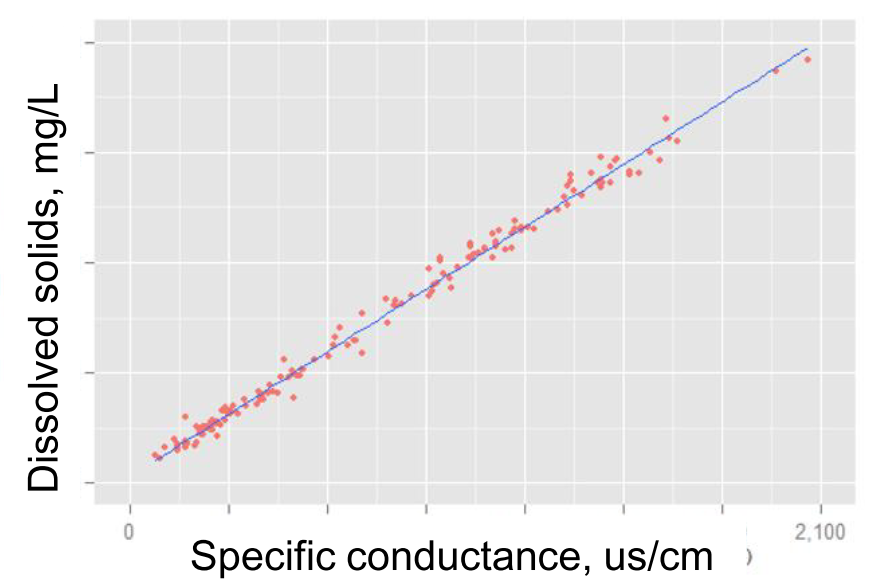 Dissolved solids, mg/L
0
2,100
Specific conductance, us/cm